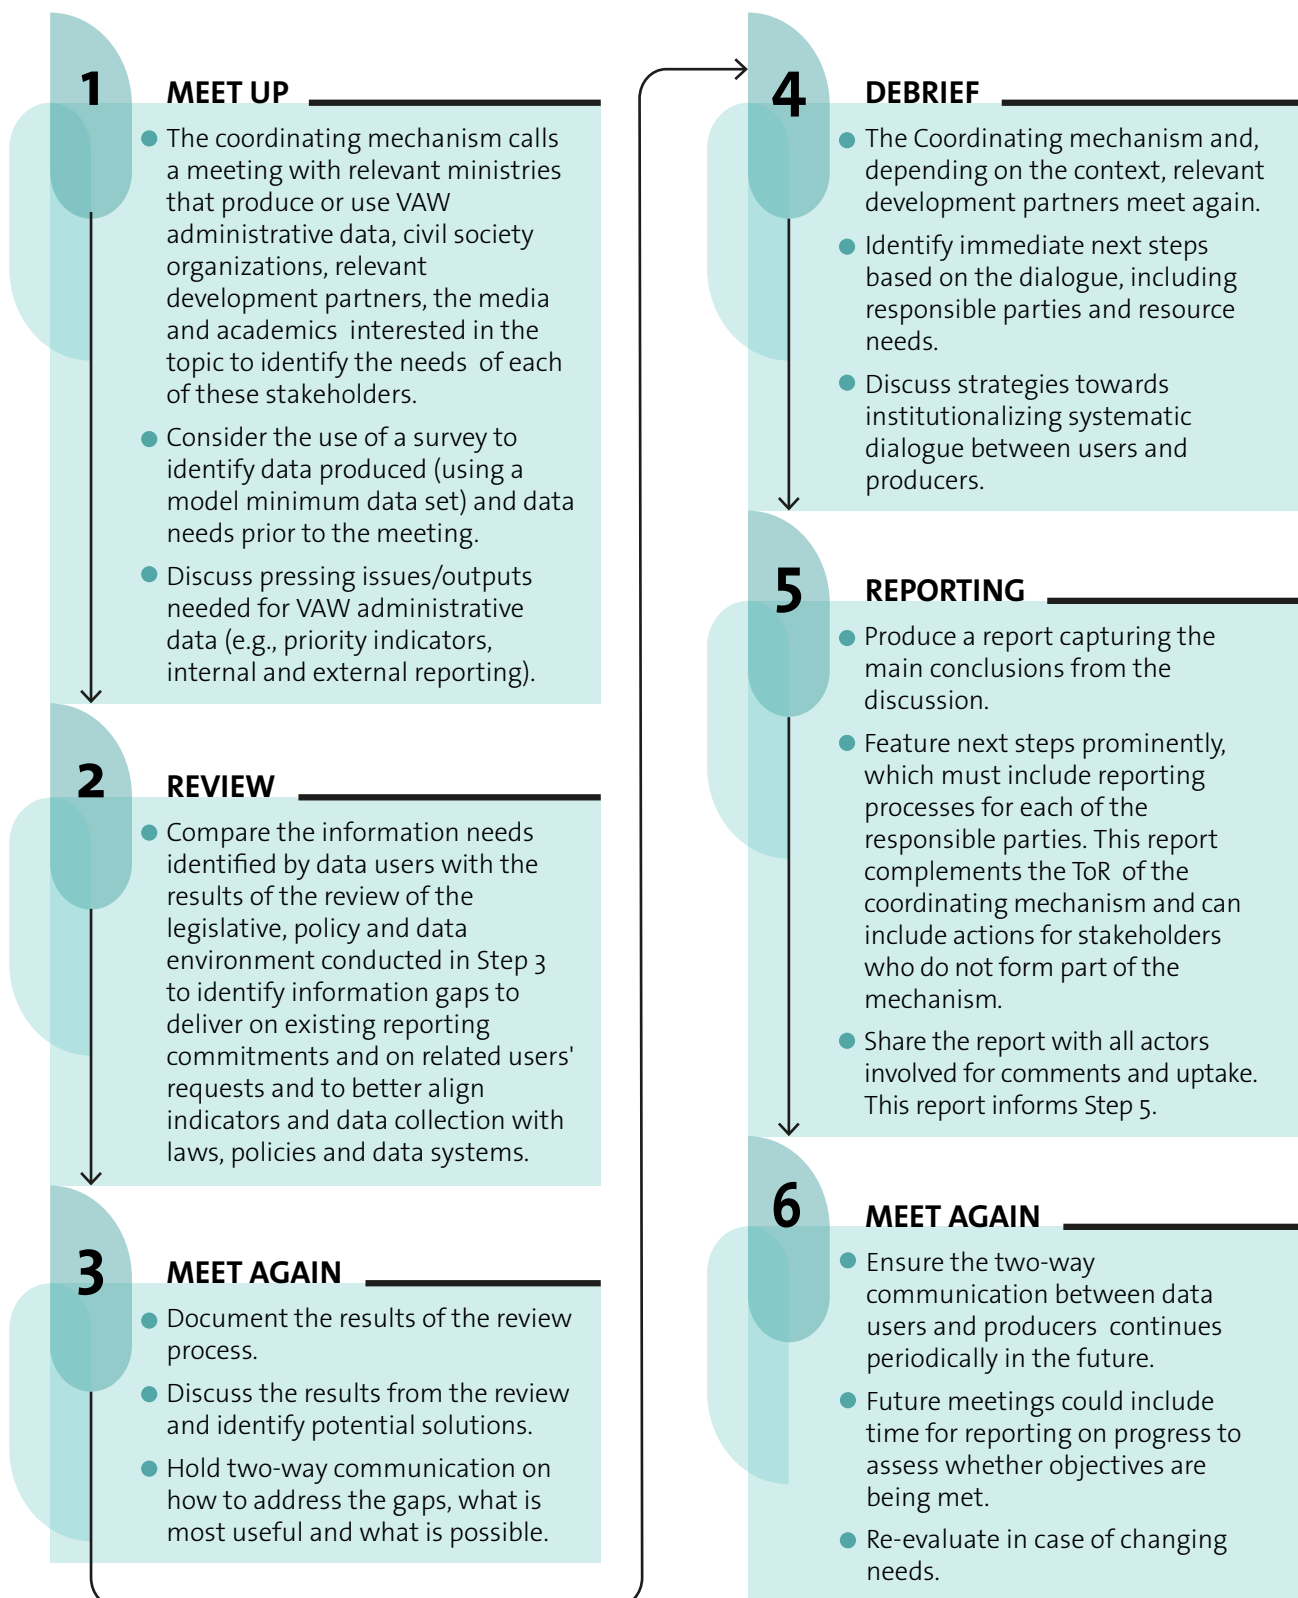 1
MEET UP
The coordinating mechanism calls
a meeting with relevant ministries
that produce or use VAW
administrative data, civil society
organizations, relevant
development partners, the media
and academics interested in the
topic to identify the needs of each
of these stakeholders.
Consider the use of a survey to
identify data produced (using a
model minimum data set) and data
needs prior to the meeting.
Discuss pressing issues/outputs
needed for VAW administrative
data (e.g., priority indicators,
internal and external reporting).
2
REVIEW
Compare the information needs
identified by data users with the
results of the review of the
legislative, policy and data
environment conducted in Step 3
to identify information gaps to
deliver on existing reporting
commitments and on related users'
requests and to better align
indicators and data collection with
laws, policies and data systems.
3
MEET AGAIN
Document the results of the review
process.
Discuss the results from the review
and identify potential solutions.
Hold two-way communication on
how to address the gaps, what is
most useful and what is possible.
4
DEBRIEF
The Coordinating mechanism and,
depending on the context, relevant
development partners meet again.
Identify immediate next steps
based on the dialogue, including
responsible parties and resource
needs.
Discuss strategies towards
institutionalizing systematic
dialogue between users and
producers.
5
REPORTING
Produce a report capturing the
main conclusions from the
discussion.
Feature next steps prominently,
which must include reporting
processes for each of the
responsible parties. This report
complements the ToR of the
coordinating mechanism and can
include actions for stakeholders
who do not form part of the
mechanism.
Share the report with all actors
involved for comments and uptake.
This report informs Step 5.
6
MEET AGAIN
Ensure the two-way
communication between data
users and producers continues
periodically in the future.
Future meetings could include
time for reporting on progress to
assess whether objectives are
being met.
Re-evaluate in case of changing
needs.